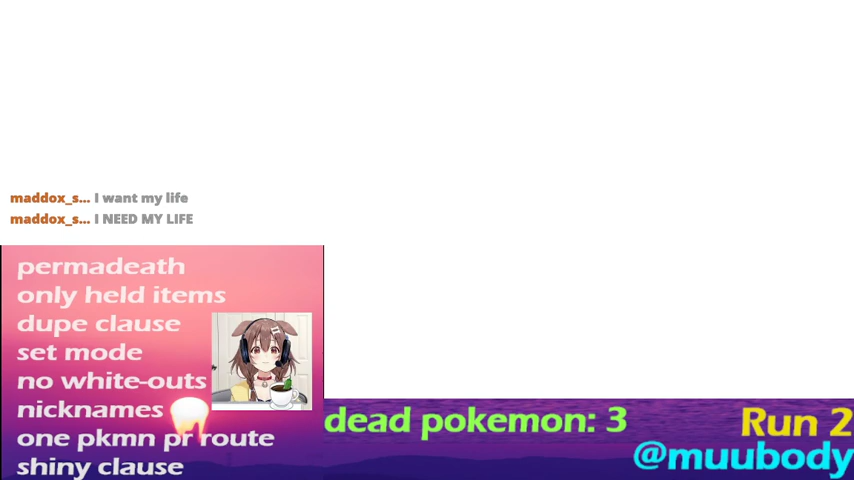 maddox_s... I want my life
maddox_s... I NEED MY LIFE
permadeath
only held items
dupe clause
set mode
no white-outs
nicknames
one pkmn pr route
shiny clause
dead pokemon: 3
Run 2
@muubody